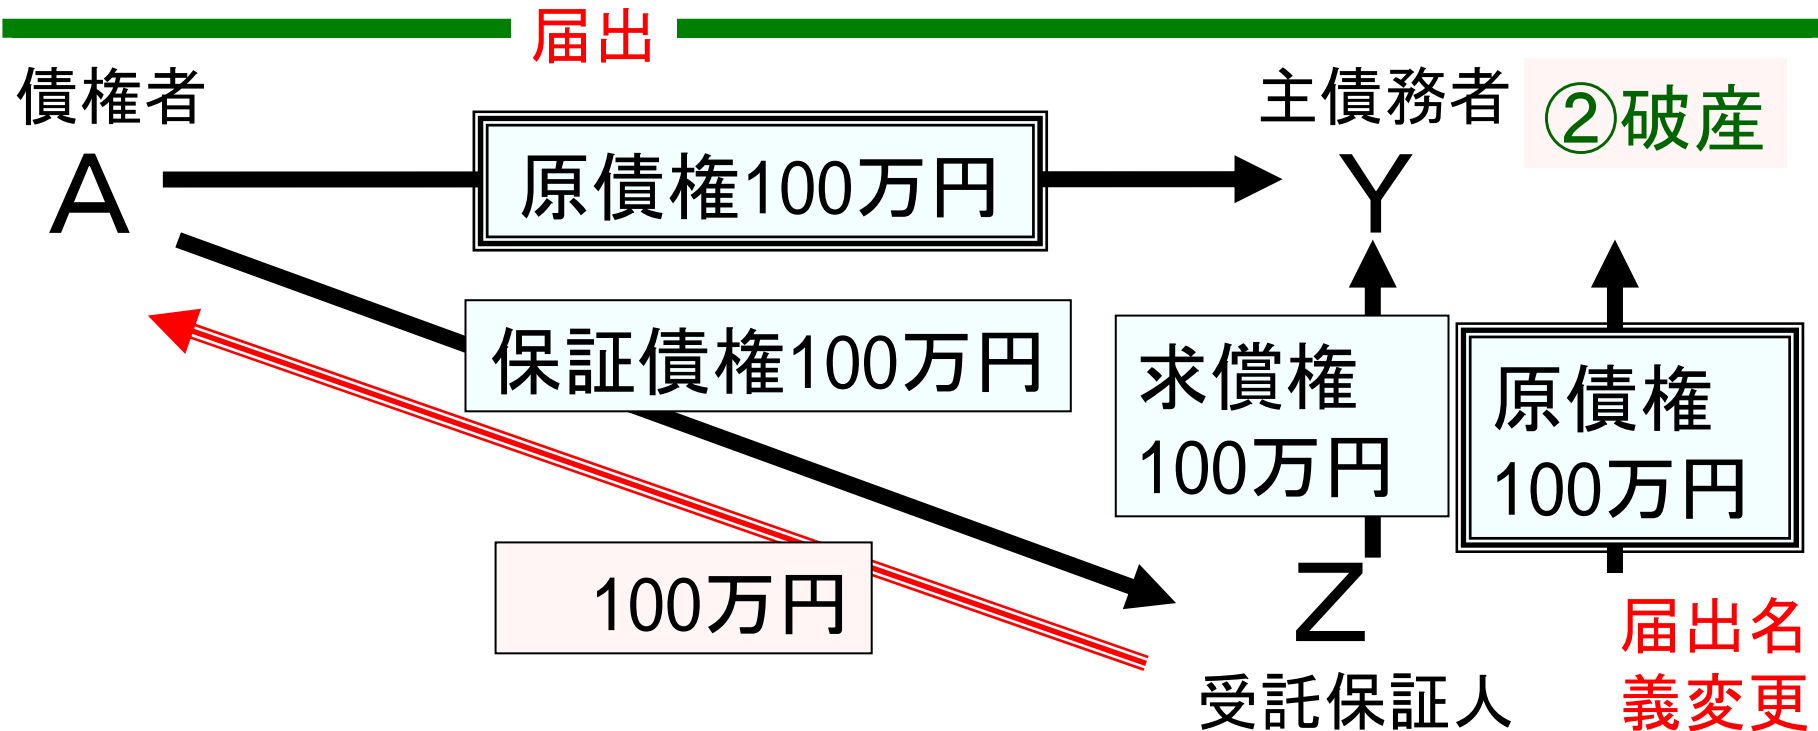 届出
債権者
主債務者
②破産
A
原債権100万円
Y
保証債権100万円
求償権
100万円
原債権
100万円
100万円
Z
受託保証人
届出名
義変更